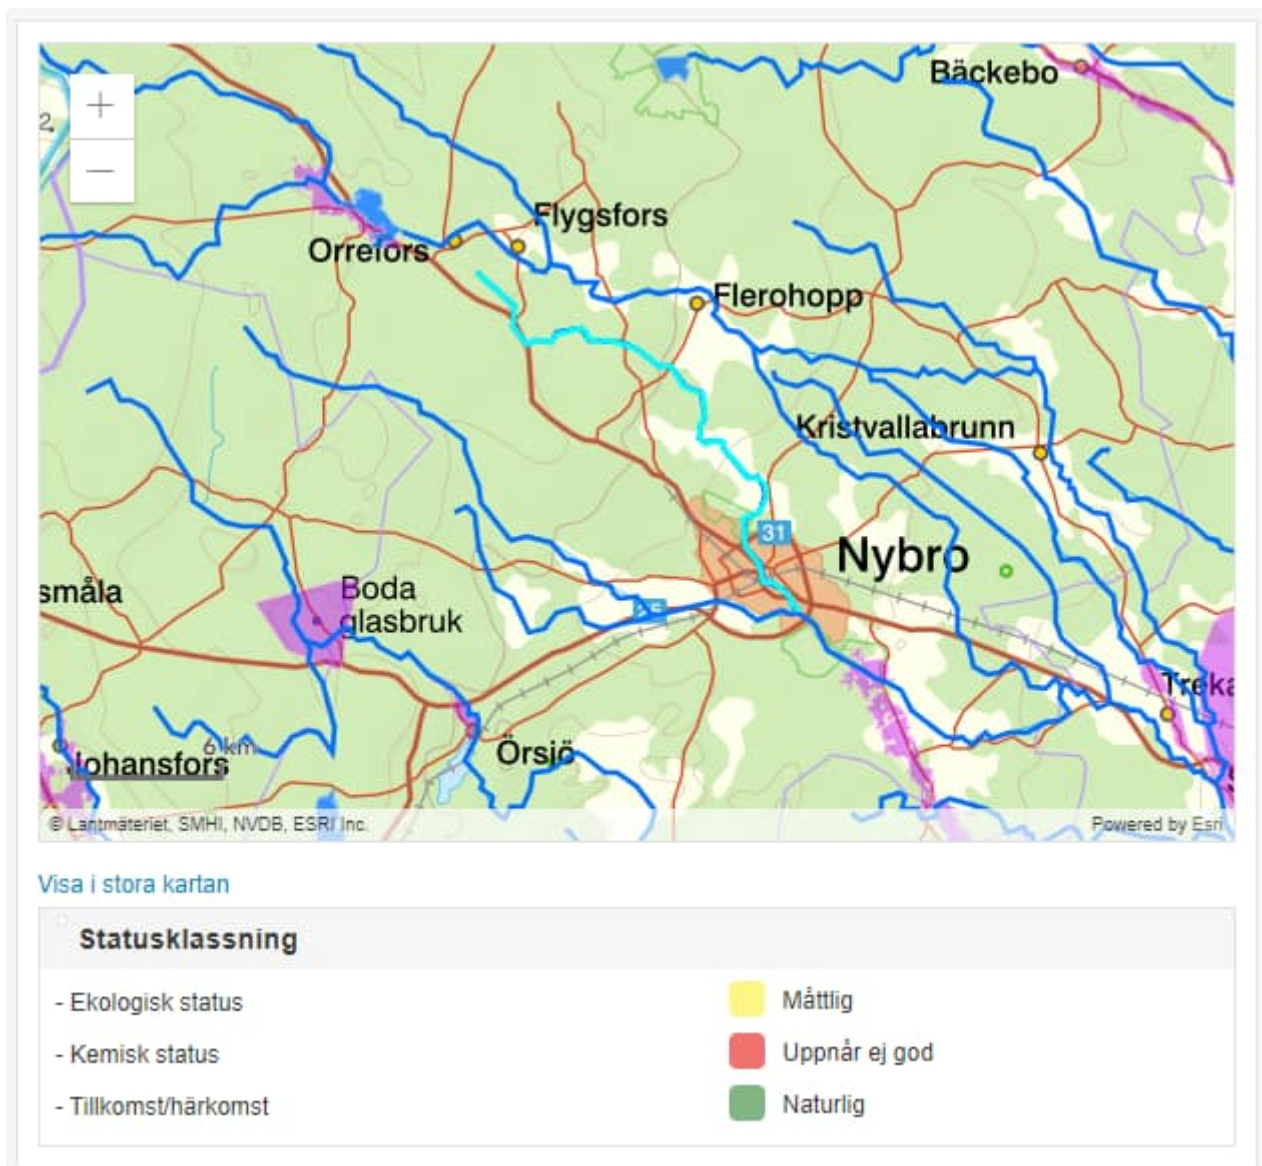 +
Bäckebo
2
−
Flygsfors
Orrefors
Flerohopp
Kristvallabrunn
31
Nybro
småla
Boda
glasbruk
25
Treka
6 km
Johansfors
Örsjö
© Lantmäteriet, SMHI, NVDB, ESRI Inc.
Powered by Esri
Visa i stora kartan
Statusklassning
- Ekologisk status
Måttlig
- Kemisk status
Uppnår ej god
- Tillkomst/härkomst
Naturlig